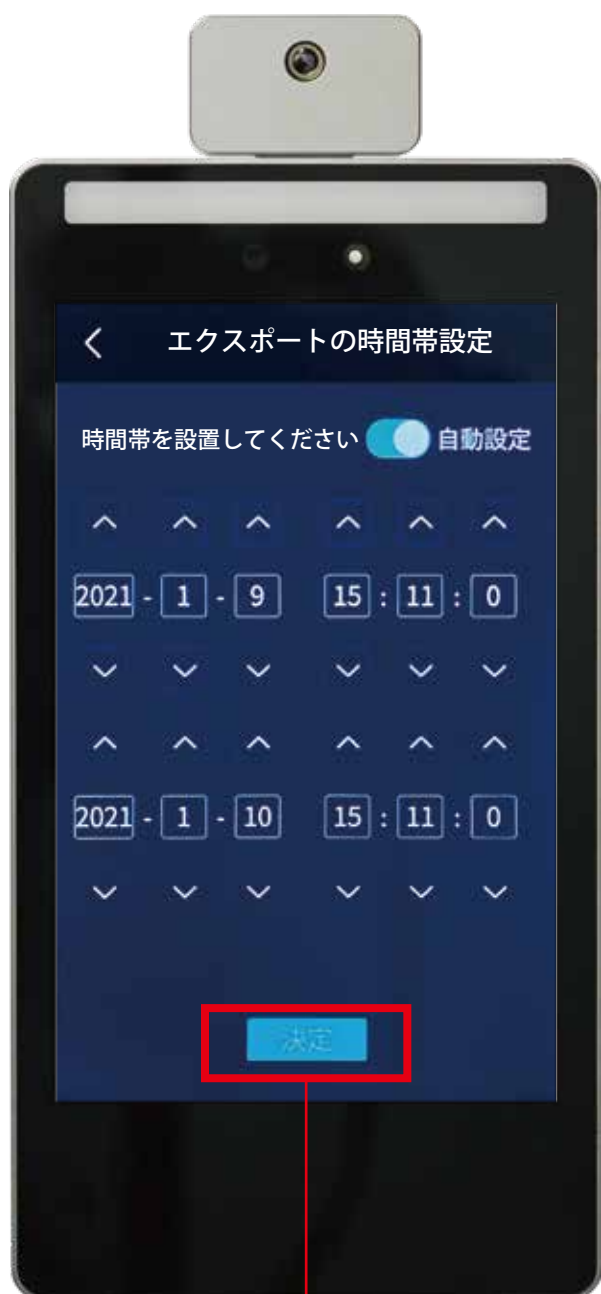 エクスポートの時間帯設定
時間帯を設置してください 自動設定
2021 - 1 - 9 15 : 11 : 0
2021 - 1 - 10 15 : 11 : 0
決定